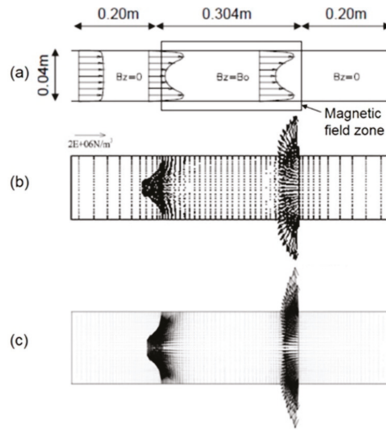 0.20m 0.304m 0.20m
0.04m
(a)
Bz=0 Bz=Bo Bz=0
Magnetic
field zone
2E+06N/m³
(b)
(c)